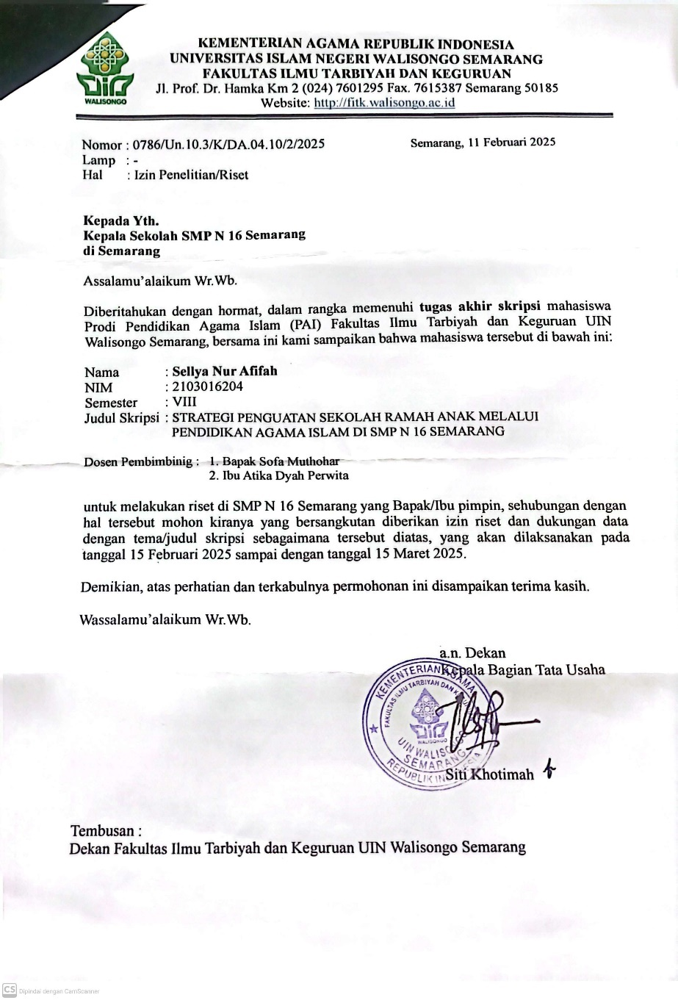 KEMENTERIAN AGAMA REPUBLIK INDONESIA
UNIVERSITAS ISLAM NEGERI WALISONGO SEMARANG
FAKULTAS ILMU TARBIYAH DAN KEGURUAN
Jl. Prof. Dr. Hamka Km 2 (024) 7601295 Fax. 7615387 Semarang 50185
Website: http://fitk.walisongo.ac.id
WALISONGO
Nomor : 0786/Un.10.3/K/DA.04.10/2/2025 Semarang, 11 Februari 2025
Lamp : -
Hal : Izin Penelitian/Riset
Kepada Yth.
Kepala Sekolah SMP N 16 Semarang
di Semarang
Assalamu’alaikum Wr.Wb.
Diberitahukan dengan hormat, dalam rangka memenuhi tugas akhir skripsi mahasiswa
Prodi Pendidikan Agama Islam (PAI) Fakultas Ilmu Tarbiyah dan Keguruan UIN
Walisongo Semarang, bersama ini kami sampaikan bahwa mahasiswa tersebut di bawah ini:
Nama : Sellya Nur Afifah
NIM : 2103016204
Semester : VIII
Judul Skripsi : STRATEGI PENGUATAN SEKOLAH RAMAH ANAK MELALUI
PENDIDIKAN AGAMA ISLAM DI SMP N 16 SEMARANG
Dosen Pembimbinig : 1. Bapak Sofa Muthohar
2. Ibu Atika Dyah Perwita
untuk melakukan riset di SMP N 16 Semarang yang Bapak/Ibu pimpin, sehubungan dengan
hal tersebut mohon kiranya yang bersangkutan diberikan izin riset dan dukungan data
dengan tema/judul skripsi sebagaimana tersebut diatas, yang akan dilaksanakan pada
tanggal 15 Februari 2025 sampai dengan tanggal 15 Maret 2025.
Demikian, atas perhatian dan terkabulnya permohonan ini disampaikan terima kasih.
Wassalamu’alaikum Wr.Wb.
a.n. Dekan
Kepala Bagian Tata Usaha
KEMENTERIAN AGAMA
FAKULTAS ILMU TARBIYAH DAN
WALISONGO
UIN
SEMARANG
REPUBLIK
Siti Khotimah
Tembusan :
Dekan Fakultas Ilmu Tarbiyah dan Keguruan UIN Walisongo Semarang
CS Dipindai dengan CamScanner